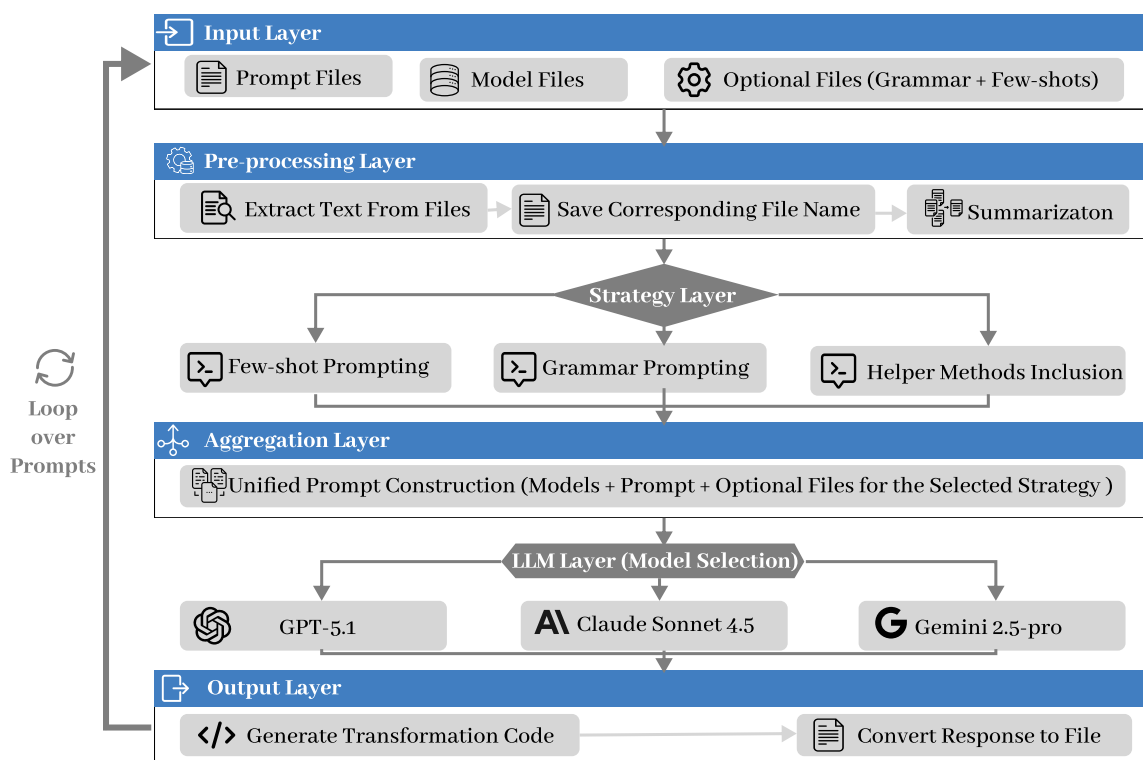 Input Layer
Prompt Files
Model Files
Optional Files (Grammar + Few-shots)
Pre-processing Layer
Extract Text From Files
Save Corresponding File Name
Summarizaton
Strategy Layer
Few-shot Prompting
Grammar Prompting
Helper Methods Inclusion
Loop
over
Prompts
Aggregation Layer
Unified Prompt Construction (Models + Prompt + Optional Files for the Selected Strategy )
LLM Layer (Model Selection)
GPT-5.1
Claude Sonnet 4.5
Gemini 2.5-pro
Output Layer
Generate Transformation Code
Convert Response to File